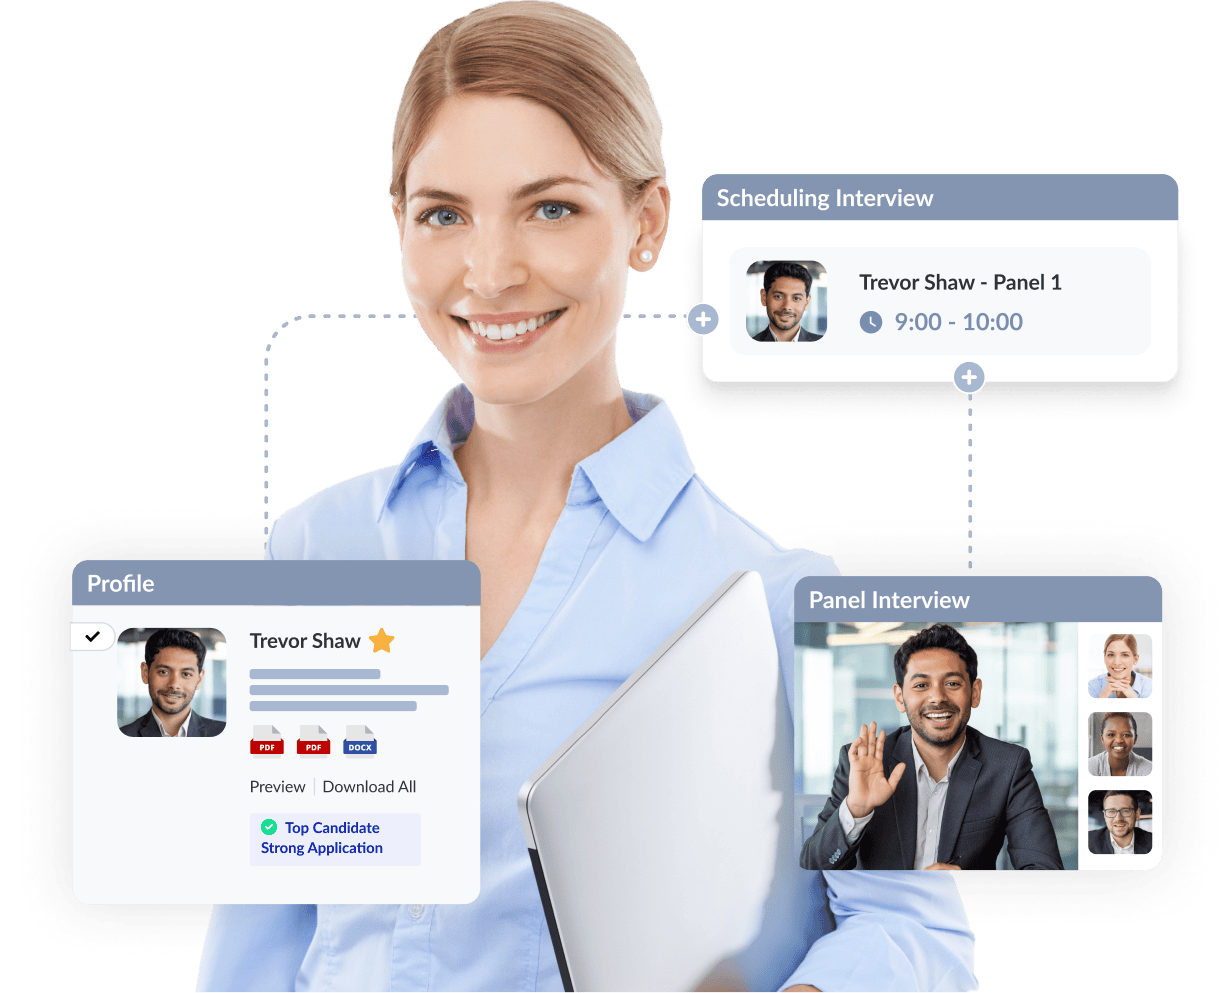 Scheduling Interview
Trevor Shaw - Panel 1
9:00 - 10:00
Profile
Trevor Shaw
PDF PDF DOCX
Preview Download All
Top Candidate
Strong Application
Panel Interview